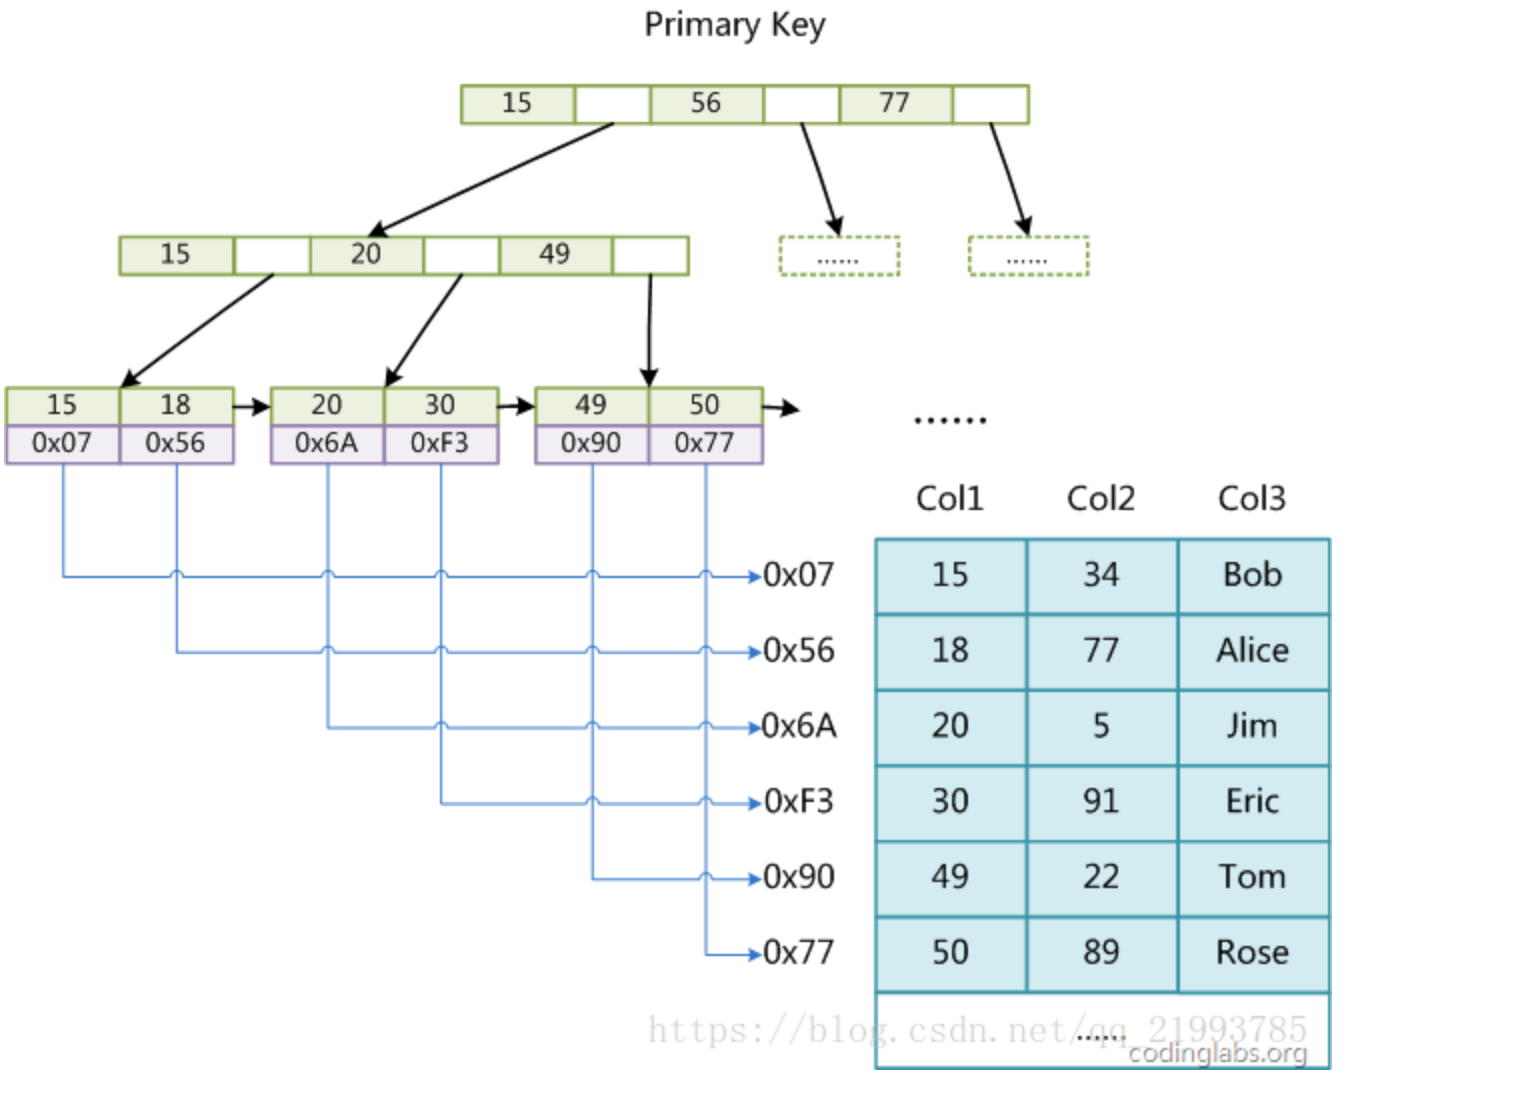 Primary Key
15 56 77
15 20 49 ...... ......
15 18 20 30 49 50
0x07 0x56 0x6A 0xF3 0x90 0x77
......
Col1 Col2 Col3
0x07 15 34 Bob
0x56 18 77 Alice
0x6A 20 5 Jim
0xF3 30 91 Eric
0x90 49 22 Tom
0x77 50 89 Rose
https://blog.csdn.net/qq_21993785
......
codinglabs.org